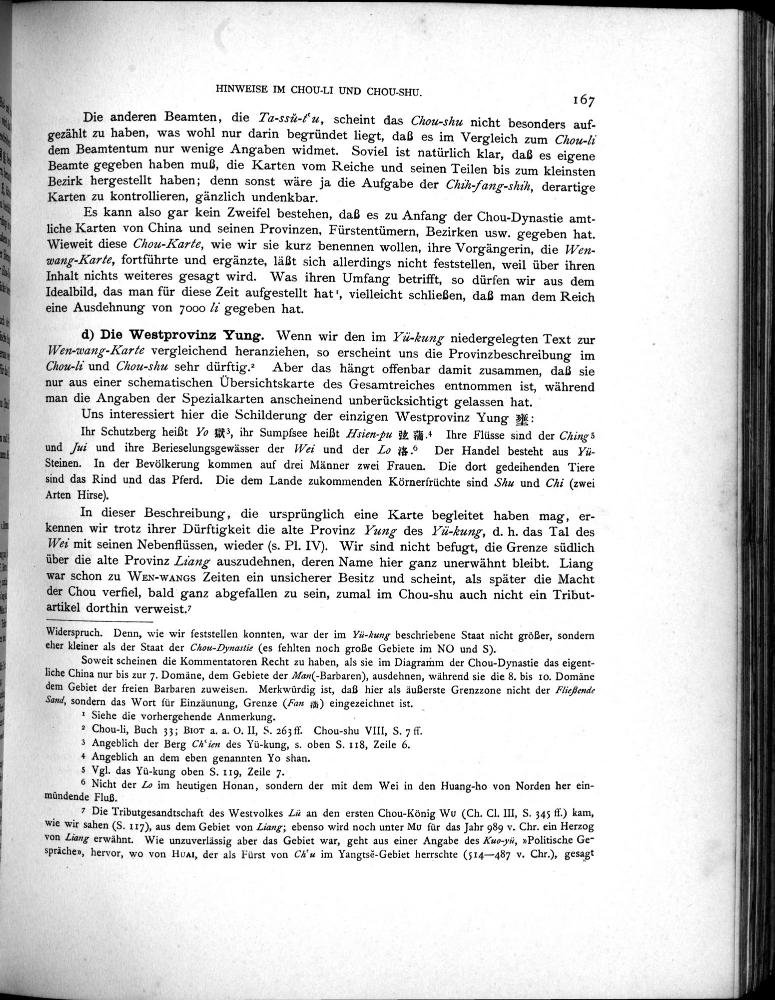 HINWEISE IM CHOU-LI UND CHOU-SHU.
167
Die anderen Beamten, die Ta-ssü-t‘u, scheint das Chou-shu nicht besonders auf-
gezählt zu haben, was wohl nur darin begründet liegt, daß es im Vergleich zum Chou-li
dem Beamtentum nur wenige Angaben widmet. Soviel ist natürlich klar, daß es eigene
Beamte gegeben haben muß, die Karten vom Reiche und seinen Teilen bis zum kleinsten
Bezirk hergestellt haben; denn sonst wäre ja die Aufgabe der Chih-fang-shih, derartige
Karten zu kontrollieren, gänzlich undenkbar.
Es kann also gar kein Zweifel bestehen, daß es zu Anfang der Chou-Dynastie amt-
liche Karten von China und seinen Provinzen, Fürstentümern, Bezirken usw. gegeben hat.
Wieweit diese Chou-Karte, wie wir sie kurz benennen wollen, ihre Vorgängerin, die Wen-
wang-Karte, fortführte und ergänzte, läßt sich allerdings nicht feststellen, weil über ihren
Inhalt nichts weiteres gesagt wird. Was ihren Umfang betrifft, so dürfen wir aus dem
Idealbild, das man für diese Zeit aufgestellt hat¹, vielleicht schließen, daß man dem Reich
eine Ausdehnung von 7000 li gegeben hat.
d) Die Westprovinz Yung. Wenn wir den im Yü-kung niedergelegten Text zur
Wen-wang-Karte vergleichend heranziehen, so erscheint uns die Provinzbeschreibung im
Chou-li und Chou-shu sehr dürftig.² Aber das hängt offenbar damit zusammen, daß sie
nur aus einer schematischen Übersichtskarte des Gesamtreiches entnommen ist, während
man die Angaben der Spezialkarten anscheinend unberücksichtigt gelassen hat.
Uns interessiert hier die Schilderung der einzigen Westprovinz Yung 壅:
Ihr Schutzberg heißt Yo 嶽³, ihr Sumpfsee heißt Hsien-pu 弦蒲.⁴ Ihre Flüsse sind der Ching⁵
und Jui und ihre Berieselungsgewässer der Wei und der Lo 洛.⁶ Der Handel besteht aus Yü-
Steinen. In der Bevölkerung kommen auf drei Männer zwei Frauen. Die dort gedeihenden Tiere
sind das Rind und das Pferd. Die dem Lande zukommenden Körnerfrüchte sind Shu und Chi (zwei
Arten Hirse).
In dieser Beschreibung, die ursprünglich eine Karte begleitet haben mag, er-
kennen wir trotz ihrer Dürftigkeit die alte Provinz Yung des Yü-kung, d. h. das Tal des
Wei mit seinen Nebenflüssen, wieder (s. Pl. IV). Wir sind nicht befugt, die Grenze südlich
über die alte Provinz Liang auszudehnen, deren Name hier ganz unerwähnt bleibt. Liang
war schon zu WEN-WANGS Zeiten ein unsicherer Besitz und scheint, als später die Macht
der Chou verfiel, bald ganz abgefallen zu sein, zumal im Chou-shu auch nicht ein Tribut-
artikel dorthin verweist.⁷
Widerspruch. Denn, wie wir feststellen konnten, war der im Yü-kung beschriebene Staat nicht größer, sondern
eher kleiner als der Staat der Chou-Dynastie (es fehlten noch große Gebiete im NO und S).
Soweit scheinen die Kommentatoren Recht zu haben, als sie im Diagramm der Chou-Dynastie das eigent-
liche China nur bis zur 7. Domäne, dem Gebiete der Man(-Barbaren), ausdehnen, während sie die 8. bis 10. Domäne
dem Gebiet der freien Barbaren zuweisen. Merkwürdig ist, daß hier als äußerste Grenzzone nicht der Fließende
Sand, sondern das Wort für Einzäunung, Grenze (Fan 藩) eingezeichnet ist.
¹ Siehe die vorhergehende Anmerkung.
² Chou-li, Buch 33; BIOT a. a. O. II, S. 263 ff. Chou-shu VIII, S. 7 ff.
³ Angeblich der Berg Ch‘ien des Yü-kung, s. oben S. 118, Zeile 6.
⁴ Angeblich an dem eben genannten Yo shan.
⁵ Vgl. das Yü-kung oben S. 119, Zeile 7.
⁶ Nicht der Lo im heutigen Honan, sondern der mit dem Wei in den Huang-ho von Norden her ein-
mündende Fluß.
⁷ Die Tributgesandtschaft des Westvolkes Lü an den ersten Chou-König WU (Ch. Cl. III, S. 345 ff.) kam,
wie wir sahen (S. 117), aus dem Gebiet von Liang; ebenso wird noch unter MU für das Jahr 989 v. Chr. ein Herzog
von Liang erwähnt. Wie unzuverlässig aber das Gebiet war, geht aus einer Angabe des Kuo-yü, »Politische Ge-
spräche», hervor, wo von HUAI, der als Fürst von Ch‘u im Yangtsë-Gebiet herrschte (514—487 v. Chr.), gesagt